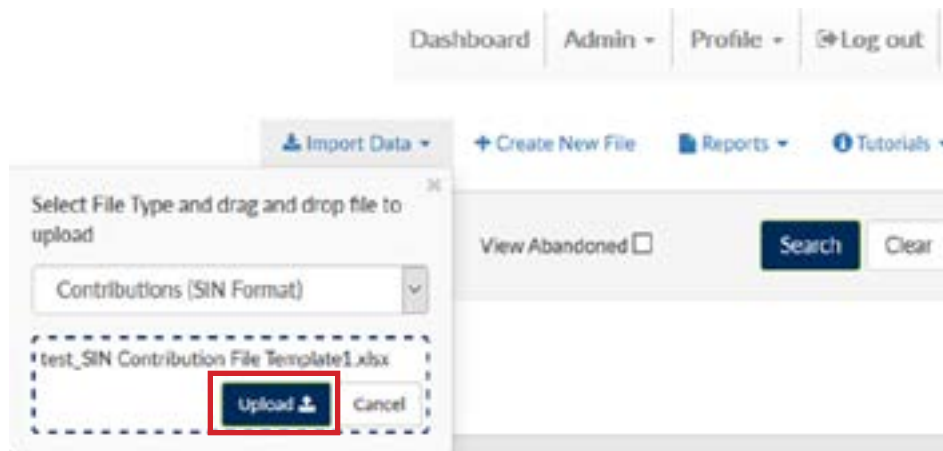 Dashboard Admin Profile Log out
Import Data + Create New File Reports Tutorials
Select File Type and drag and drop file to
upload
View Abandoned Search Clear
Contributions (SIN Format)
test_SIN Contribution File Template1.xlsx
Upload Cancel